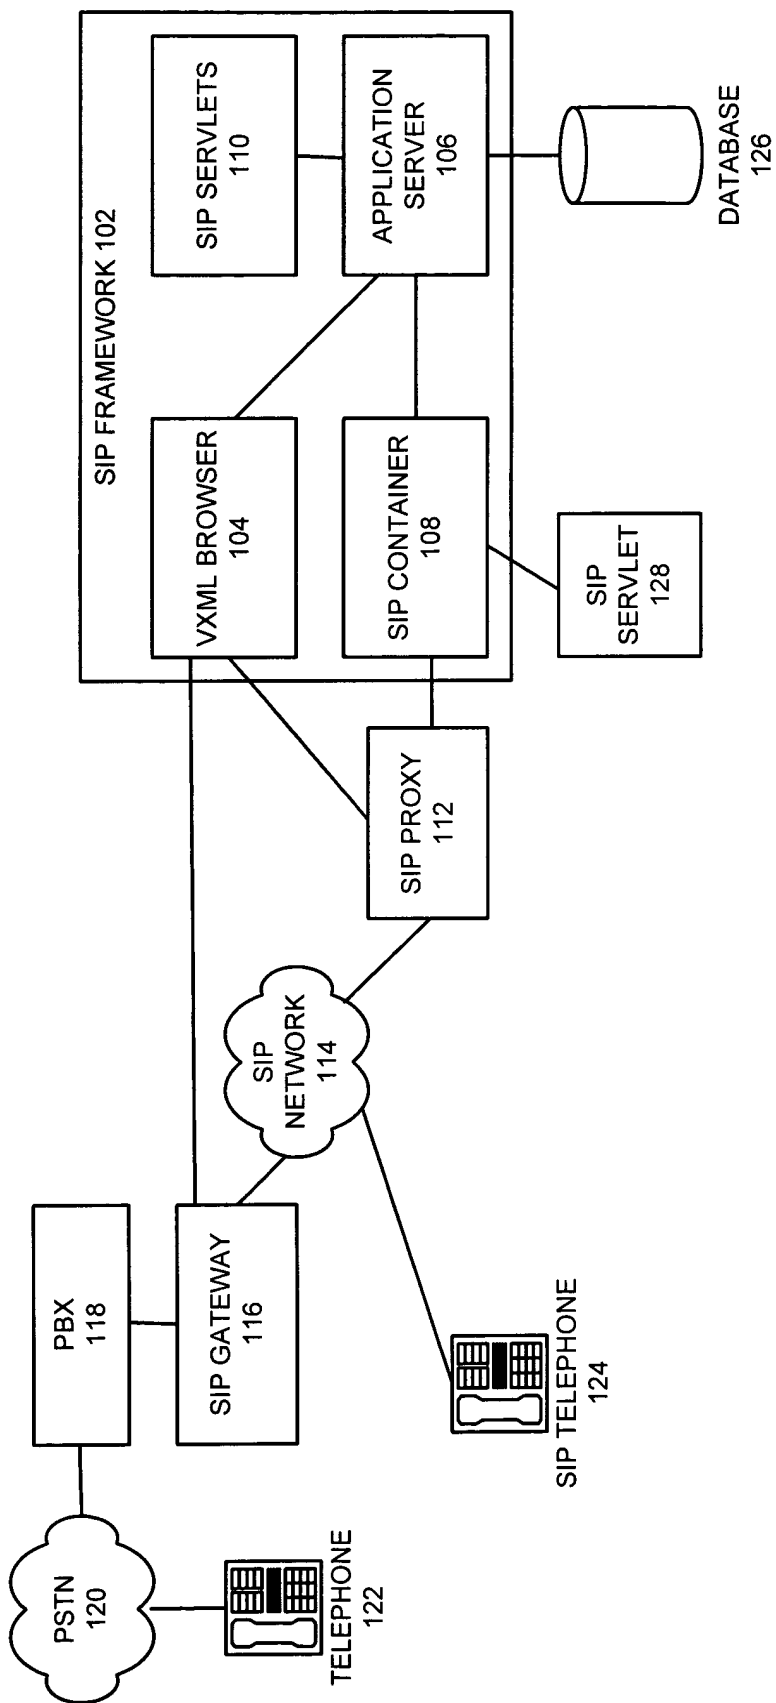 PSTN
120
TELEPHONE
122
PBX
118
SIP GATEWAY
116
SIP TELEPHONE
124
SIP
NETWORK
114
SIP PROXY
112
SIP FRAMEWORK 102
VXML BROWSER
104
SIP CONTAINER
108
SIP SERVLET
128
SIP SERVLETS
110
APPLICATION
SERVER
106
DATABASE
126